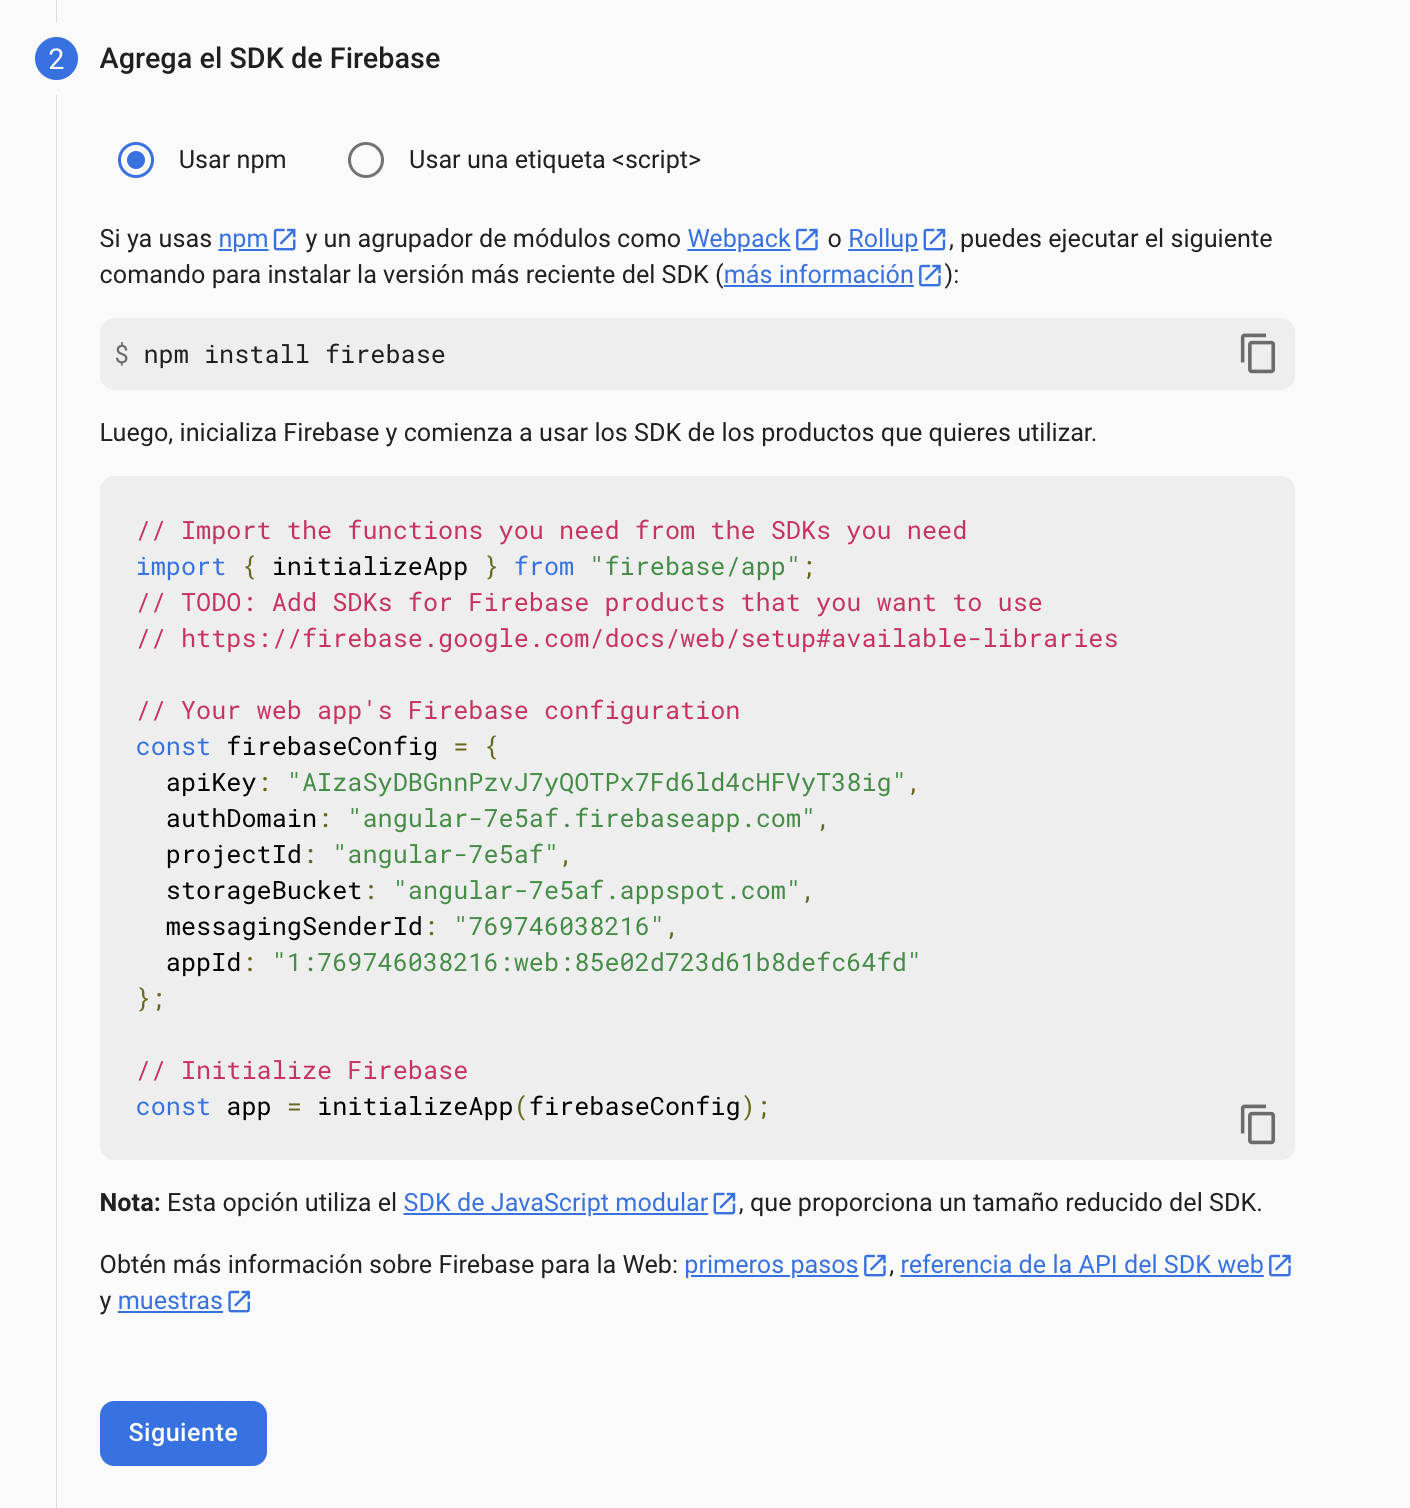 2 Agrega el SDK de Firebase
Usar npm Usar una etiqueta <script>
Si ya usas npm y un agrupador de módulos como Webpack o Rollup, puedes ejecutar el siguiente
comando para instalar la versión más reciente del SDK (más información):
$ npm install firebase
Luego, inicializa Firebase y comienza a usar los SDK de los productos que quieres utilizar.
// Import the functions you need from the SDKs you need
import { initializeApp } from "firebase/app";
// TODO: Add SDKs for Firebase products that you want to use
// https://firebase.google.com/docs/web/setup#available-libraries
// Your web app's Firebase configuration
const firebaseConfig = {
  apiKey: "AIzaSyDBGnnPzvJ7yQOTPx7Fd6ld4cHFVyT38ig",
  authDomain: "angular-7e5af.firebaseapp.com",
  projectId: "angular-7e5af",
  storageBucket: "angular-7e5af.appspot.com",
  messagingSenderId: "769746038216",
  appId: "1:769746038216:web:85e02d723d61b8defc64fd"
};
// Initialize Firebase
const app = initializeApp(firebaseConfig);
Nota: Esta opción utiliza el SDK de JavaScript modular, que proporciona un tamaño reducido del SDK.
Obtén más información sobre Firebase para la Web: primeros pasos, referencia de la API del SDK web
y muestras
Siguiente